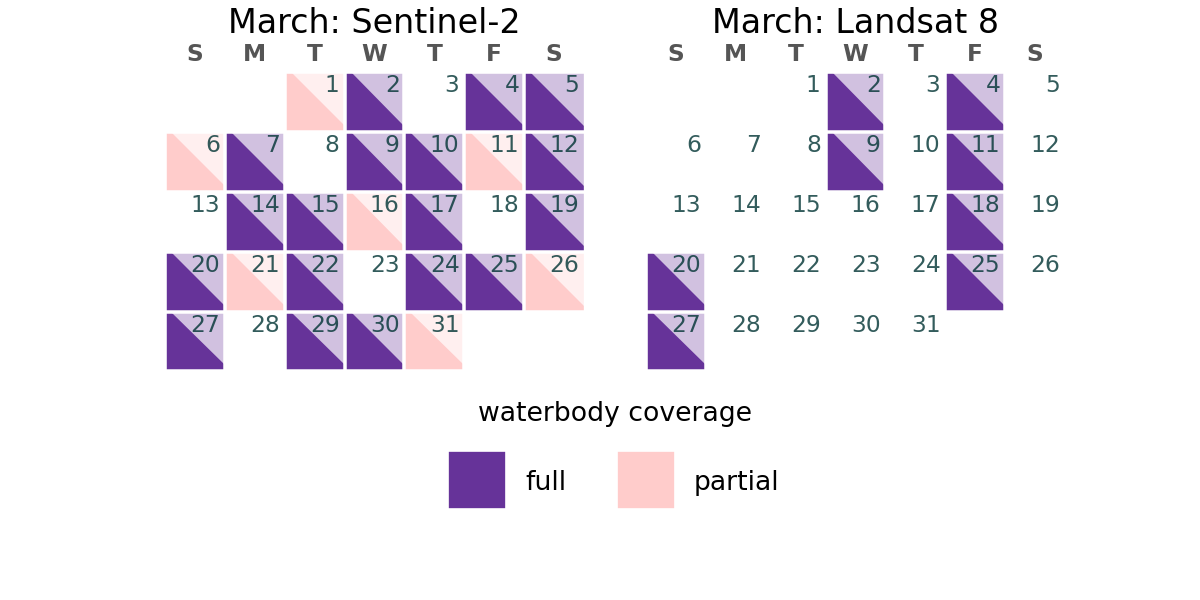 March: Sentinel-2
S M T W T F S
1 2 3 4 5
6 7 8 9 10 11 12
13 14 15 16 17 18 19
20 21 22 23 24 25 26
27 28 29 30 31
March: Landsat 8
S M T W T F S
1 2 3 4 5
6 7 8 9 10 11 12
13 14 15 16 17 18 19
20 21 22 23 24 25 26
27 28 29 30 31
waterbody coverage
full
partial